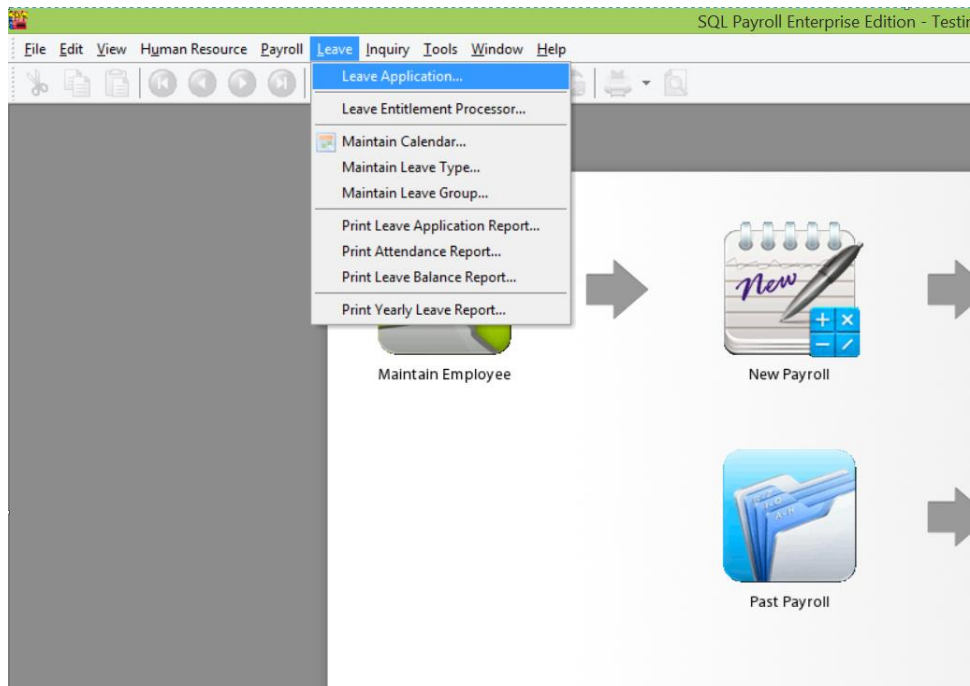 SQL Payroll Enterprise Edition - Testin
File Edit View Human Resource Payroll Leave Inquiry Tools Window Help
Leave Application...
Leave Entitlement Processor...
Maintain Calendar...
Maintain Leave Type...
Maintain Leave Group...
Print Leave Application Report...
Print Attendance Report...
Print Leave Balance Report...
Print Yearly Leave Report...
New
Maintain Employee
New Payroll
Past Payroll